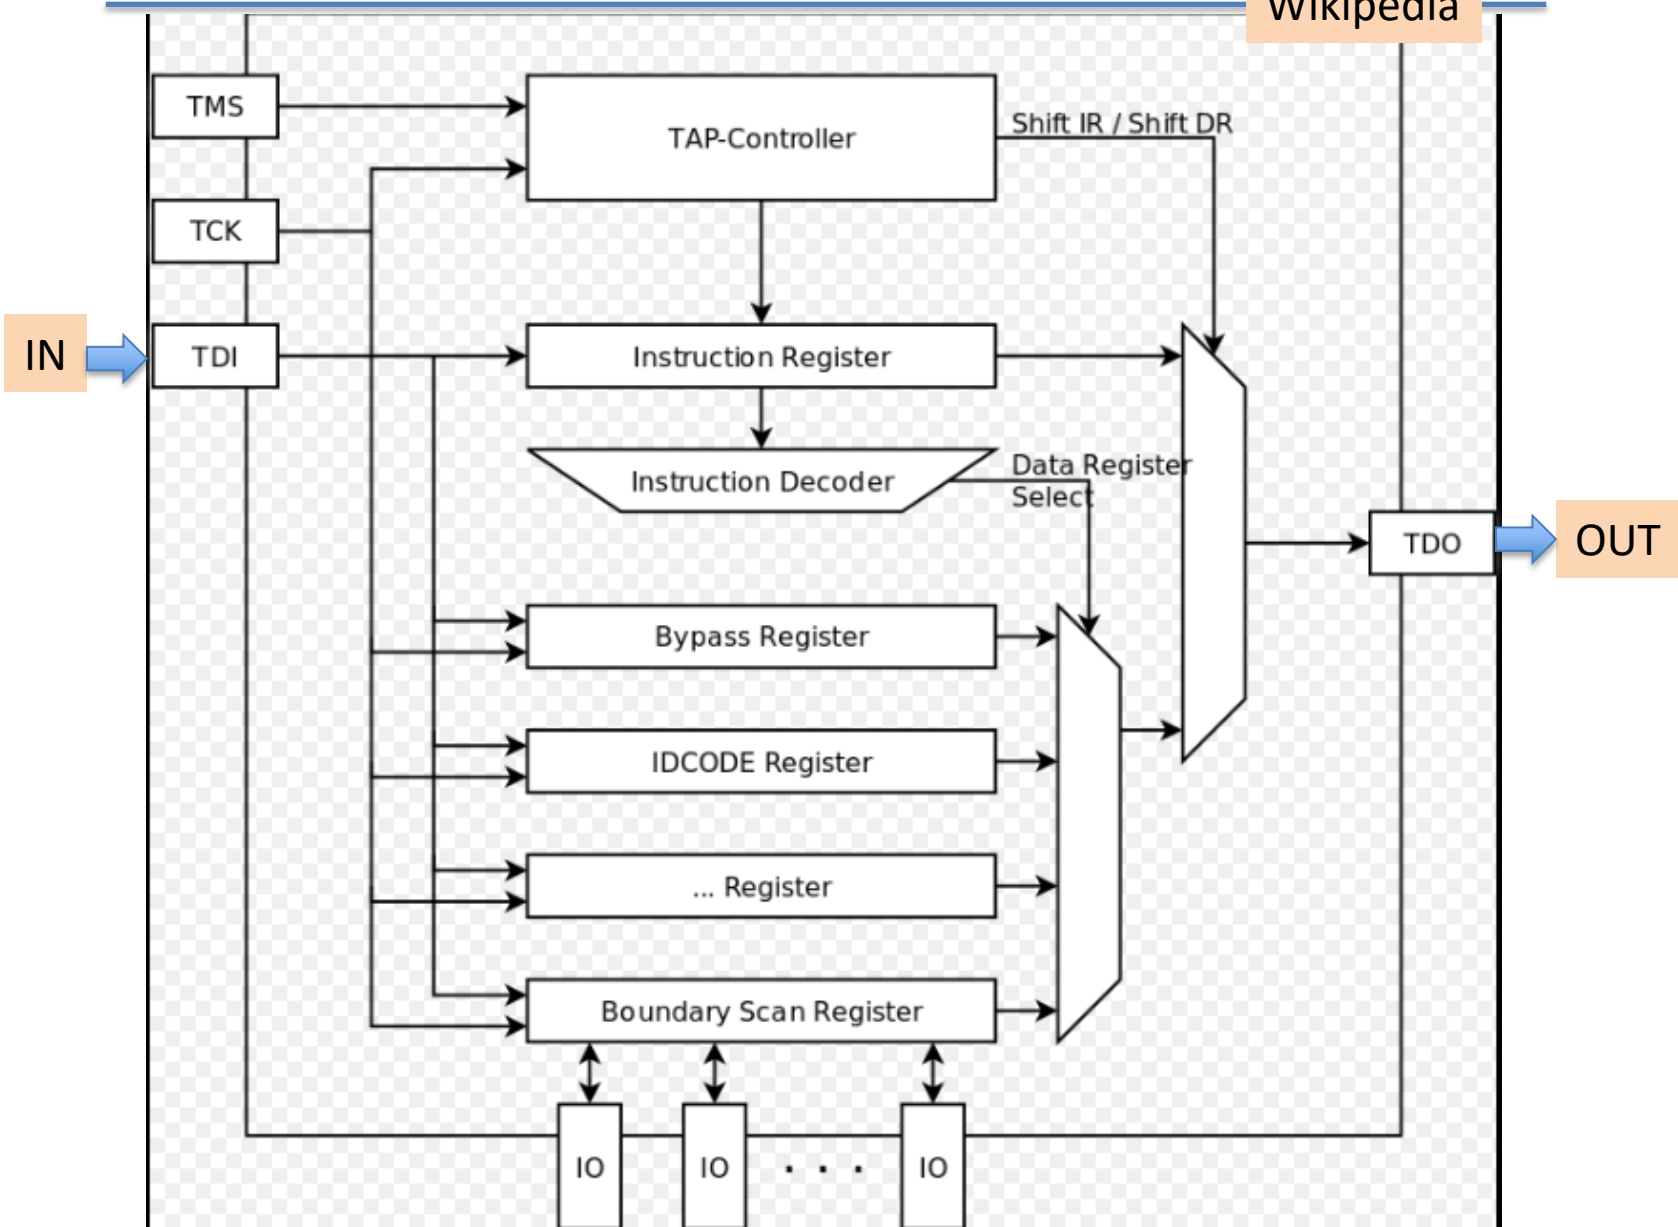 Wikipedia
TMS
TAP-Controller
Shift IR / Shift DR
TCK
IN
TDI
Instruction Register
Instruction Decoder
Data Register
Select
TDO
OUT
Bypass Register
IDCODE Register
... Register
Boundary Scan Register
IO
IO
. . .
IO